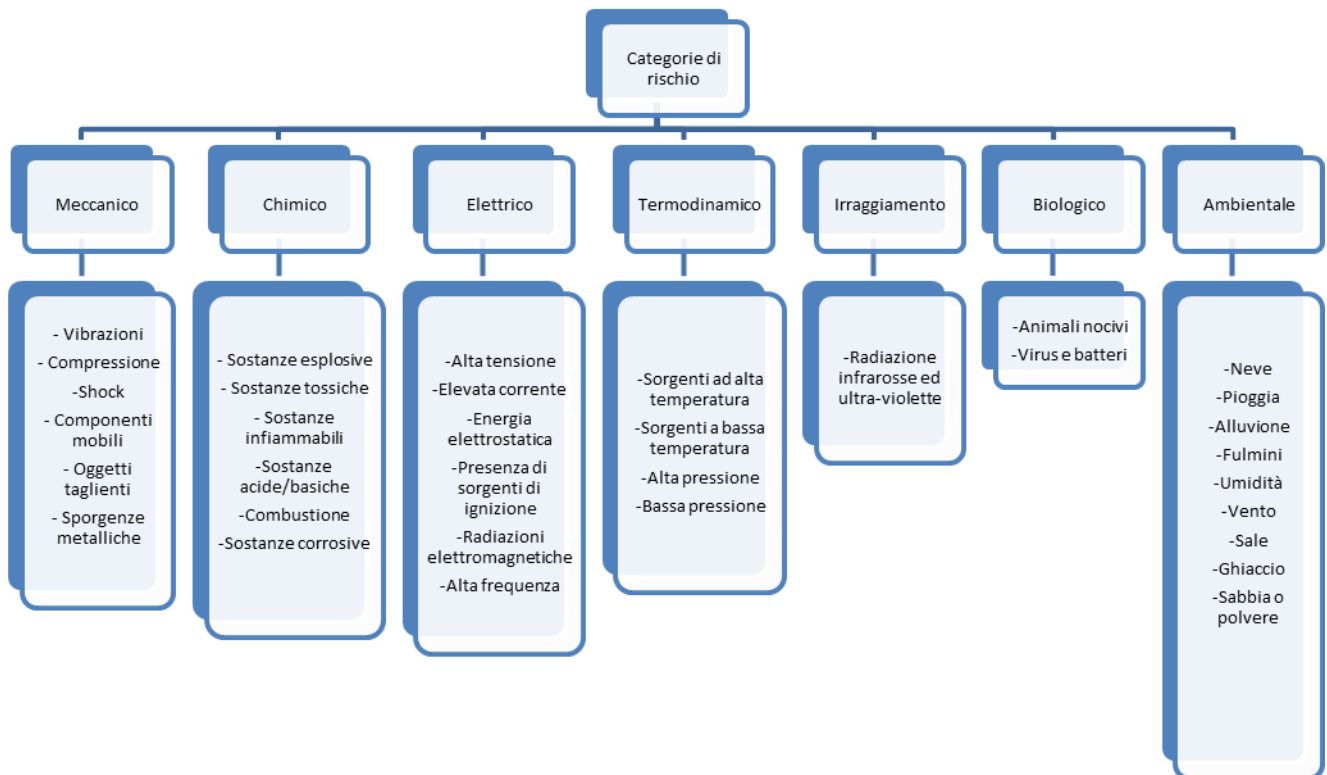 Categorie di
rischio
Meccanico
Chimico
Elettrico
Termodinamico
Irraggiamento
Biologico
Ambientale
- Vibrazioni
- Compressione
-Shock
- Componenti
mobili
- Oggetti
taglienti
- Sporgenze
metalliche
- Sostanze esplosive
- Sostanze tossiche
- Sostanze
infiammabili
-Sostanze
acide/basiche
-Combustione
-Sostanze corrosive
-Alta tensione
-Elevata corrente
-Energia
elettrostatica
-Presenza di
sorgenti di
ignizione
-Radiazioni
elettromagnetiche
-Alta frequenza
-Sorgenti ad alta
temperatura
-Sorgenti a bassa
temperatura
-Alta pressione
-Bassa pressione
-Radiazione
infrarosse ed
ultra-violette
-Animali nocivi
-Virus e batteri
-Neve
-Pioggia
-Alluvione
-Fulmini
-Umidità
-Vento
-Sale
-Ghiaccio
-Sabbia o
polvere